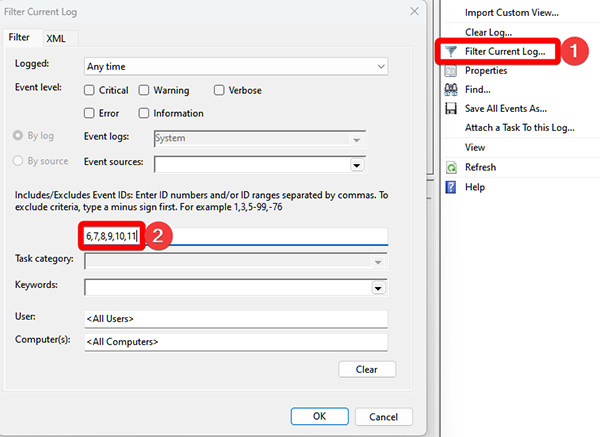 Filter Current Log
Filter XML
Logged: Any time
Event level: Critical Warning Verbose
Error Information
By log Event logs: System
By source Event sources:
Includes/Excludes Event IDs: Enter ID numbers and/or ID ranges separated by commas. To
exclude criteria, type a minus sign first. For example 1,3,5-99,-76
6,7,8,9,10,11 2
Task category:
Keywords:
User: <All Users>
Computer(s): <All Computers>
Clear
OK Cancel
Import Custom View...
Clear Log...
Filter Current Log... 1
Properties
Find...
Save All Events As...
Attach a Task To this Log...
View
Refresh
Help